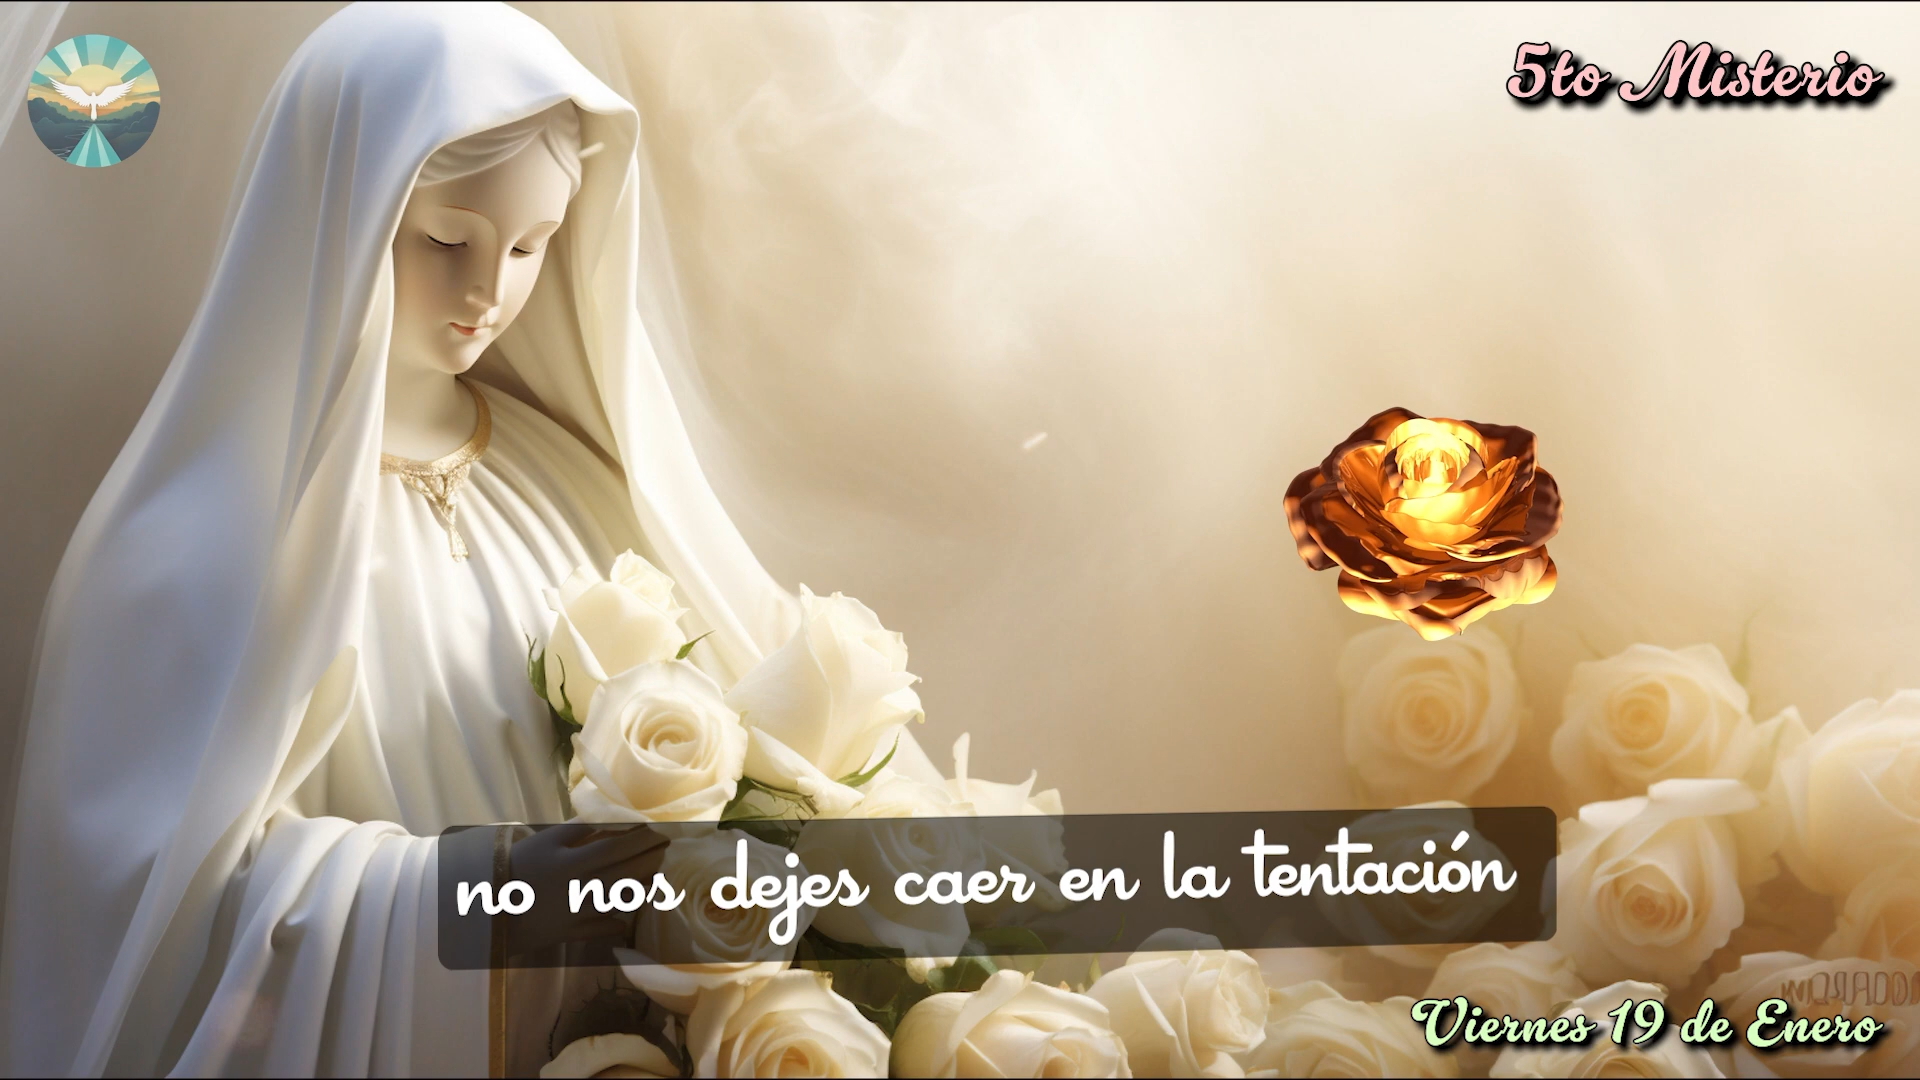 5to Misterio
no nos dejes caer en la tentación
Viernes 19 de Enero